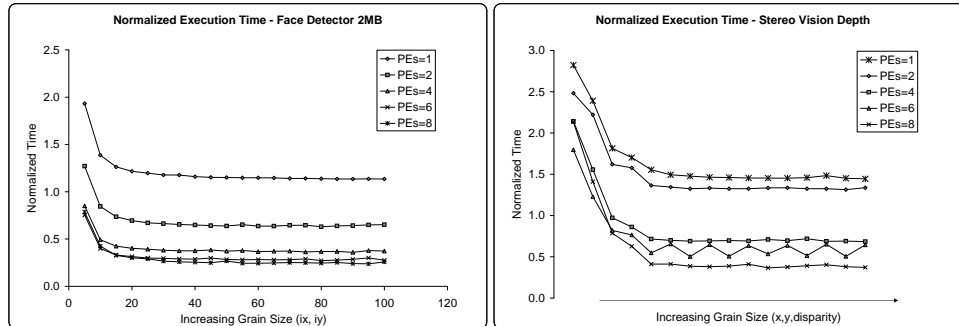 Normalized Execution Time - Face Detector 2MB
2.5
2.0
1.5
1.0
0.5
0.0
Normalized Time
PEs=1
PEs=2
PEs=4
PEs=6
PEs=8
0 20 40 60 80 100 120
Increasing Grain Size (ix, iy)
Normalized Execution Time - Stereo Vision Depth
3.0
2.5
2.0
1.5
1.0
0.5
0.0
Normalized Time
PEs=1
PEs=2
PEs=4
PEs=6
PEs=8
Increasing Grain Size (x,y,disparity)